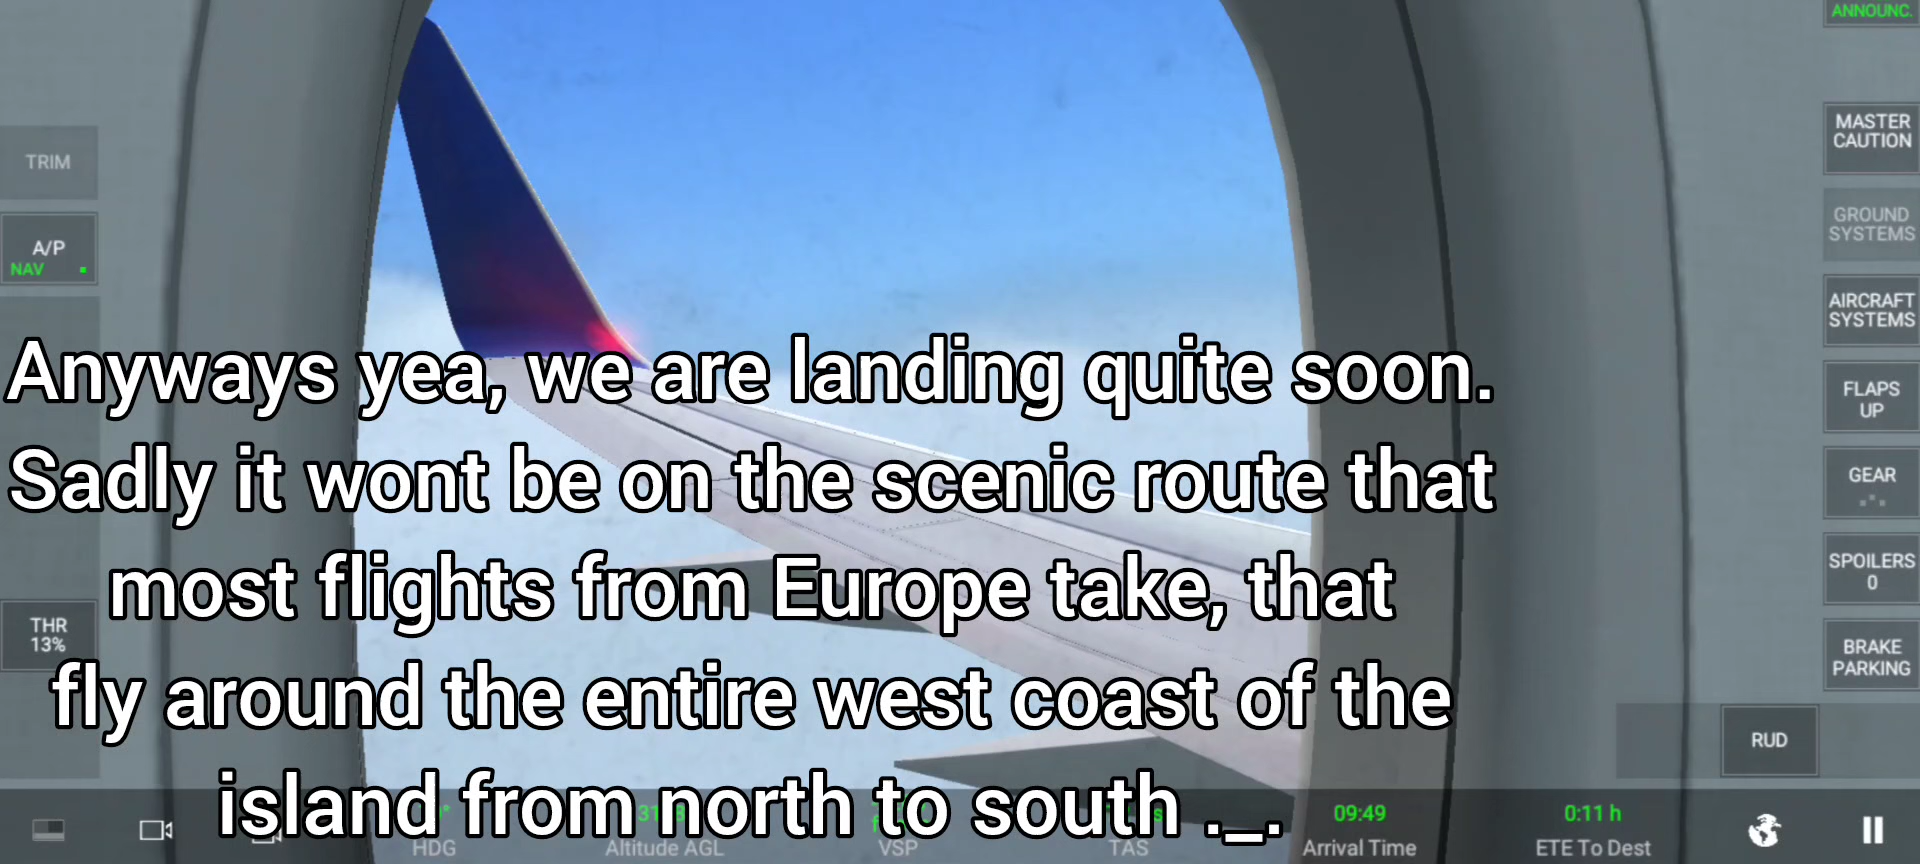 ANNOUNC.
MASTER
CAUTION
TRIM
GROUND
SYSTEMS
A/P
NAV
AIRCRAFT
SYSTEMS
Anyways yea, we are landing quite soon.
FLAPS
UP
Sadly it wont be on the scenic route that
GEAR
most flights from Europe take, that
SPOILERS
0
THR
13%
fly around the entire west coast of the
BRAKE
PARKING
RUD
island from north to south ._.
09:49
0:11 h
HDG
Altitude AGL
VSP
TAS
Arrival Time
ETE To Dest